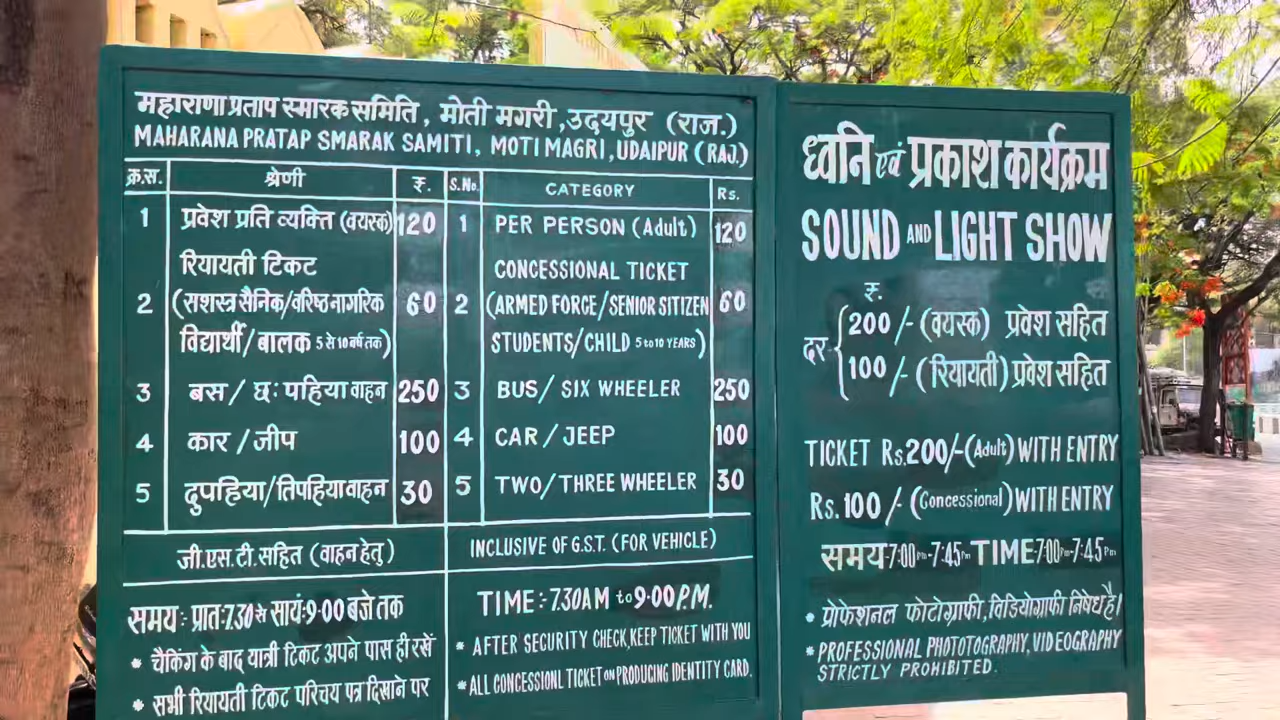 महाराणा प्रताप स्मारक समिति, मोती मगरी, उदयपुर (राज.)
MAHARANA PRATAP SMARAK SAMITI, MOTI MAGRI, UDAIPUR (RAJ.)
क्र.स. श्रेणी रु. S.No. CATEGORY Rs.
1 प्रवेश प्रति व्यक्ति (वयस्क) 120 1 PER PERSON (Adult) 120
रियायती टिकट CONCESSIONAL TICKET
2 (सशस्त्र सैनिक/वरिष्ठ नागरिक 60 2 (ARMED FORCE/SENIOR SITIZEN 60
विद्यार्थी/बालक 5 से 10 वर्ष तक) STUDENTS/CHILD 5 to 10 YEARS)
3 बस/छः पहिया वाहन 250 3 BUS/SIX WHEELER 250
4 कार/जीप 100 4 CAR/JEEP 100
5 दुपहिया/तिपहिया वाहन 30 5 TWO/THREE WHEELER 30
जी.एस.टी. सहित (वाहन हेतु) INCLUSIVE OF G.S.T. (FOR VEHICLE)
समय: प्रात: 7.30 से सायं: 9.00 बजे तक
* चैकिंग के बाद यात्री टिकट अपने पास ही रखें
* सभी रियायती टिकट परिचय पत्र दिखाने पर
TIME:- 7.30AM to 9.00 P.M.
* AFTER SECURITY CHECK, KEEP TICKET WITH YOU
* ALL CONCESSIONL TICKET ON PRODUCING IDENTITY CARD.
ध्वनि एवं प्रकाश कार्यक्रम
SOUND AND LIGHT SHOW
रु.
दर 200/- (वयस्क) प्रवेश सहित
100/- (रियायती) प्रवेश सहित
TICKET Rs.200/-(Adult) WITH ENTRY
Rs.100/-(Concessional) WITH ENTRY
समय 7:00 Pm-7:45 Pm TIME 7:00 Pm-7:45 Pm
* प्रोफेशनल फोटोग्राफी, विडियोग्राफी निषेध है।
* PROFESSIONAL PHOTOTOGRAPHY, VIDEOGRAPHY
STRICTLY PROHIBITED.